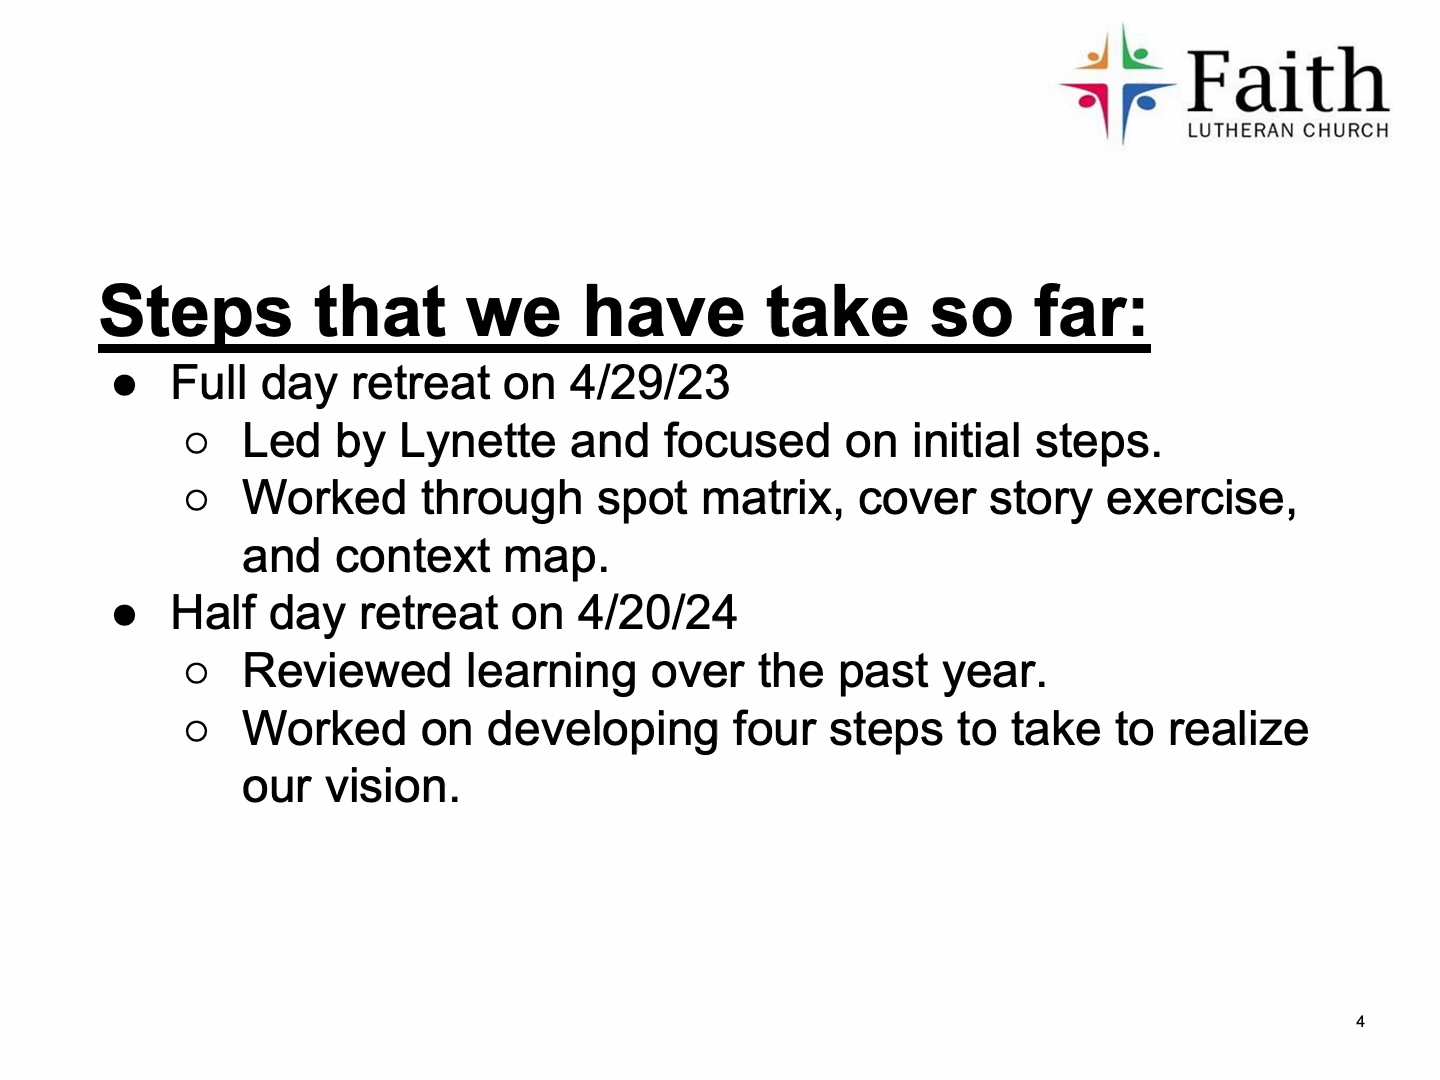 Faith
LUTHERAN CHURCH
Steps that we have take so far:
● Full day retreat on 4/29/23
○ Led by Lynette and focused on initial steps.
○ Worked through spot matrix, cover story exercise,
and context map.
● Half day retreat on 4/20/24
○ Reviewed learning over the past year.
○ Worked on developing four steps to take to realize
our vision.
4